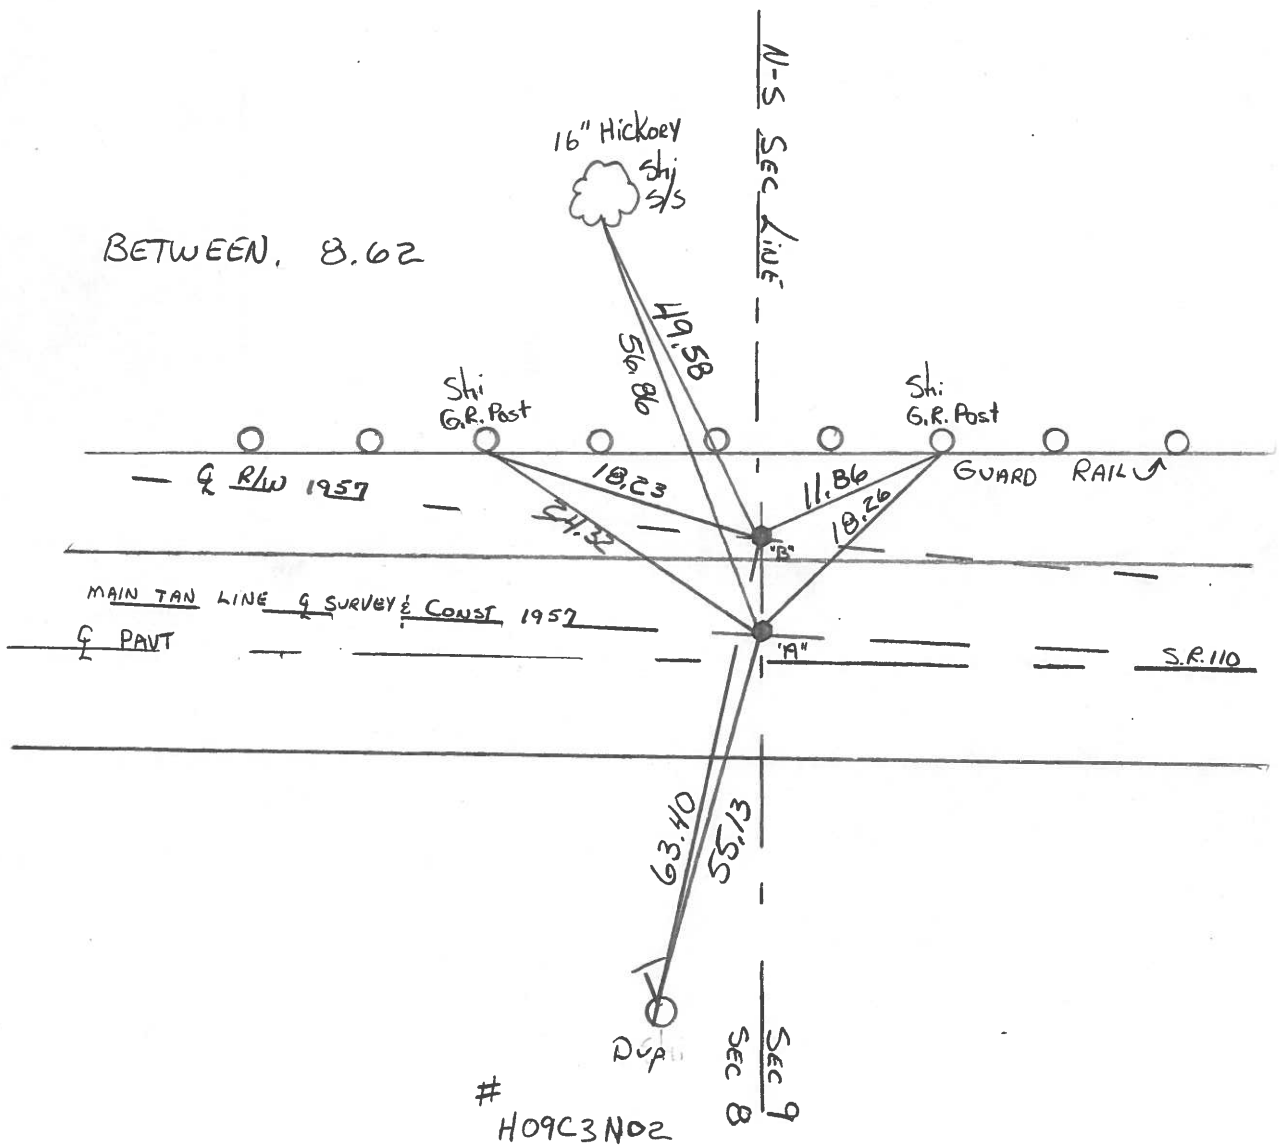 N-S SEC LINE
16" HICKORY
Shi
S/S
BETWEEN. 8.62
49.58
56.86
Shi
G.R. Post
Shi
G.R. Post
℄ R/W 1957
18.23
11.86
GUARD RAIL
24.32
18.26
"B"
MAIN TAN LINE ℄ SURVEY & CONST 1957
℄ PAVT
"A"
S.R. 110
63.40
55.13
Dup
SEC 9
SEC 8
#
H09C3N02